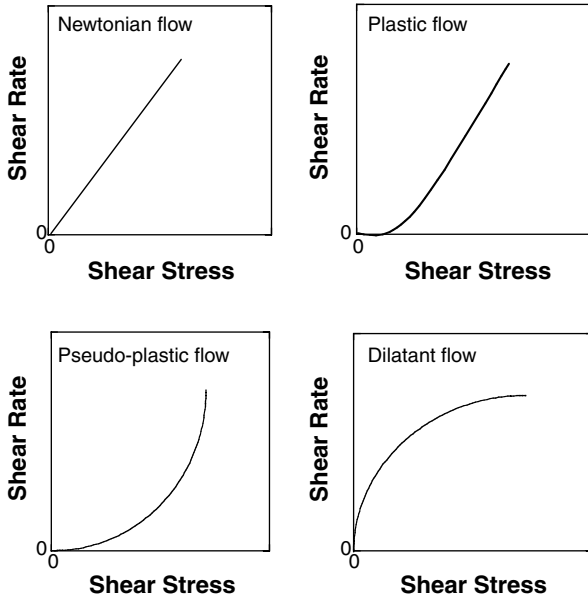 Newtonian flow
Shear Rate
0
0
Shear Stress
Plastic flow
Shear Rate
0
0
Shear Stress
Pseudo-plastic flow
Shear Rate
0
0
Shear Stress
Dilatant flow
Shear Rate
0
0
Shear Stress